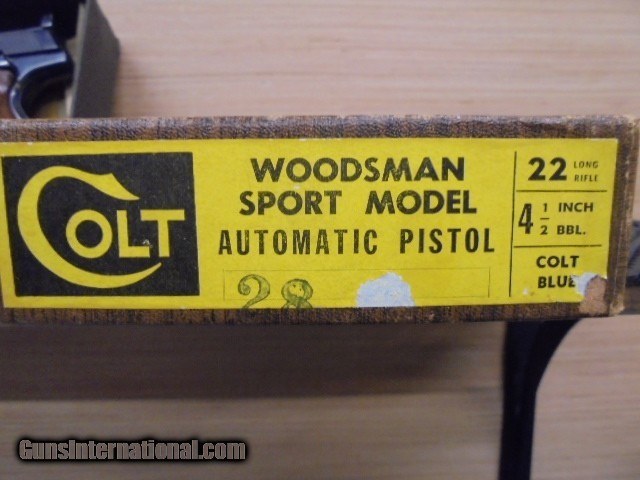 COLT
WOODSMAN
SPORT MODEL
AUTOMATIC PISTOL
28
22 LONG RIFLE
4 1/2 INCH BBL.
COLT
BLUE
GunsInternational.com